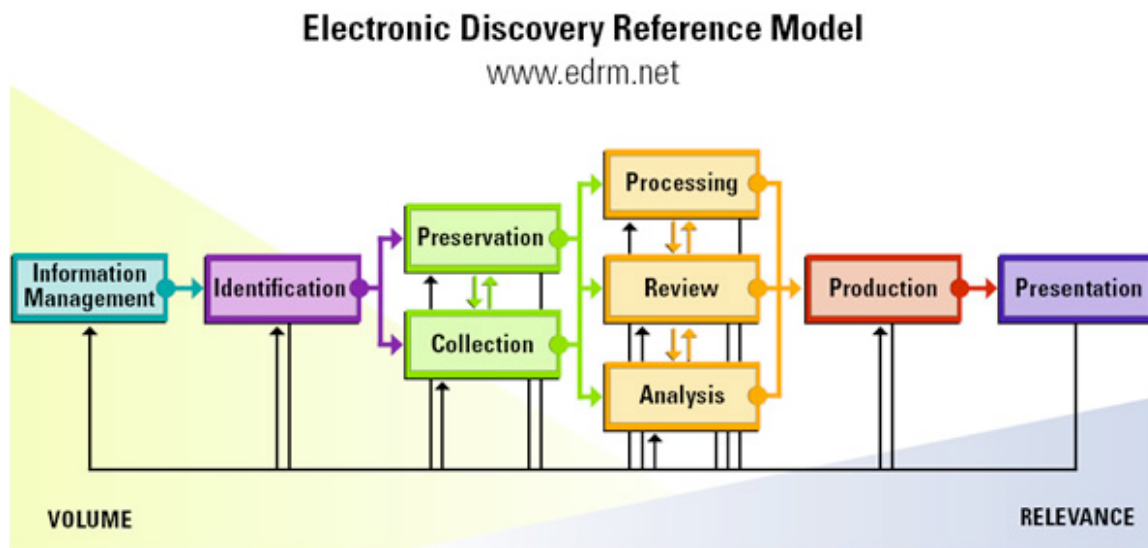 Electronic Discovery Reference Model
www.edrm.net
Processing
Preservation
Information
Management
Identification
Review
Production
Presentation
Collection
Analysis
VOLUME
RELEVANCE